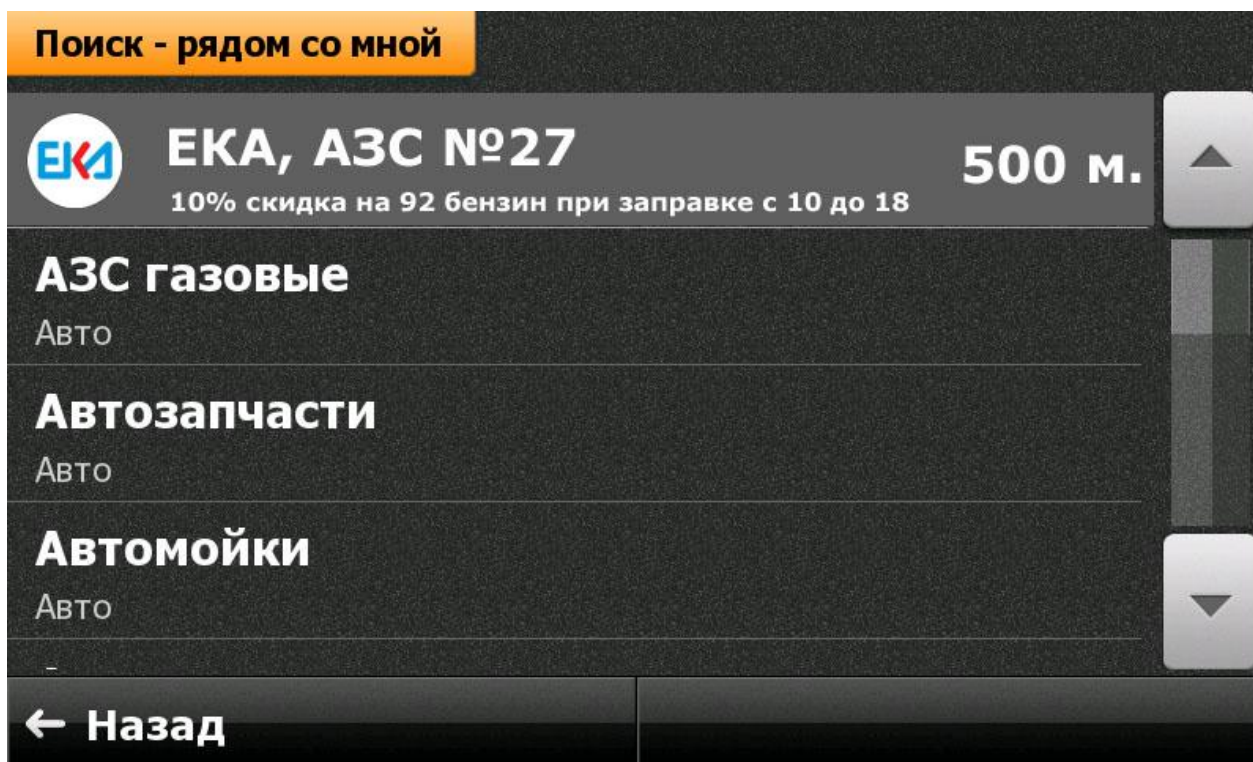 Поиск - рядом со мной
ЕКА
ЕКА, АЗС №27
500 м.
10% скидка на 92 бензин при заправке с 10 до 18
АЗС газовые
Авто
Автозапчасти
Авто
Автомойки
Авто
← Назад